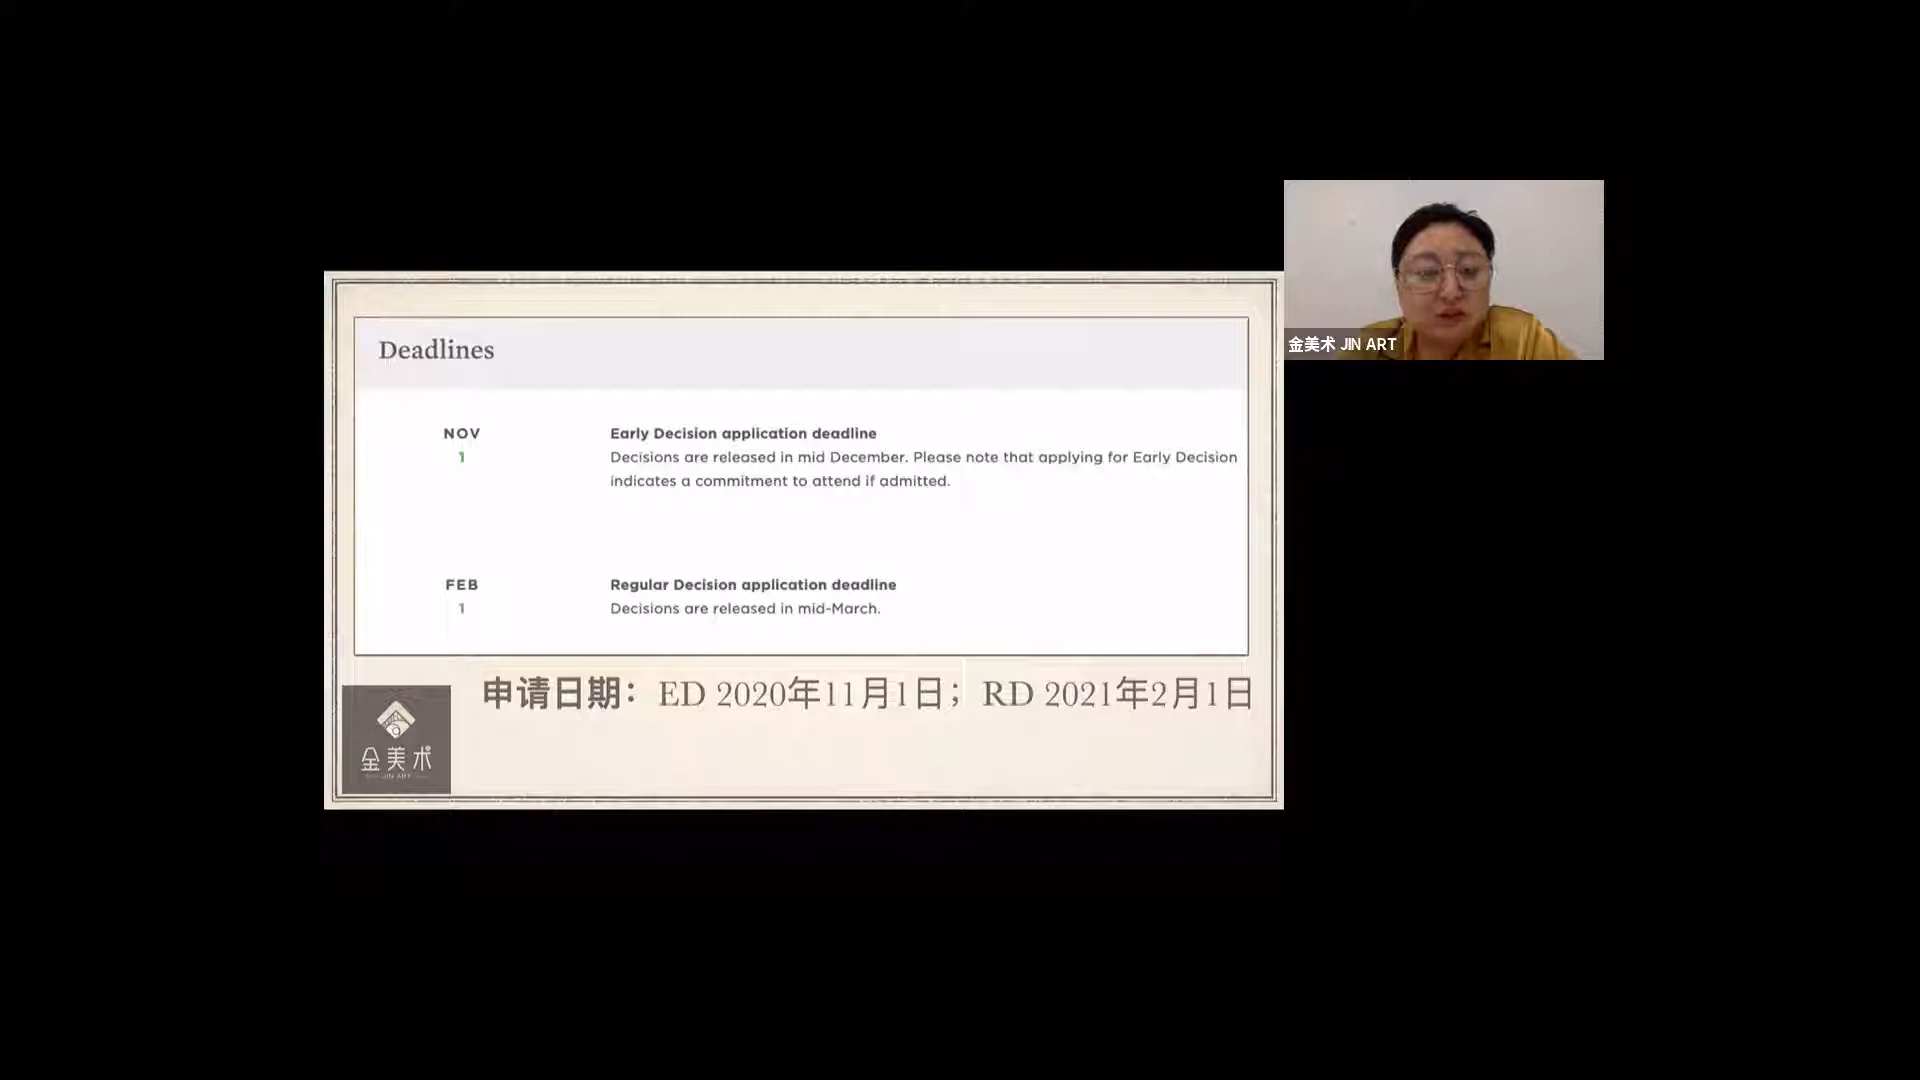 Deadlines
NOV
1
Early Decision application deadline
Decisions are released in mid December. Please note that applying for Early Decision
indicates a commitment to attend if admitted.
FEB
1
Regular Decision application deadline
Decisions are released in mid-March.
申请日期：ED 2020年11月1日；RD 2021年2月1日
金美术
JIN ART
金美术 JIN ART